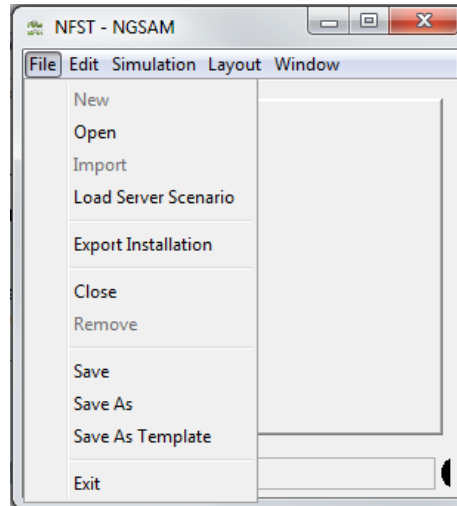 NFST - NGSAM
File Edit Simulation Layout Window
New
Open
Import
Load Server Scenario
Export Installation
Close
Remove
Save
Save As
Save As Template
Exit